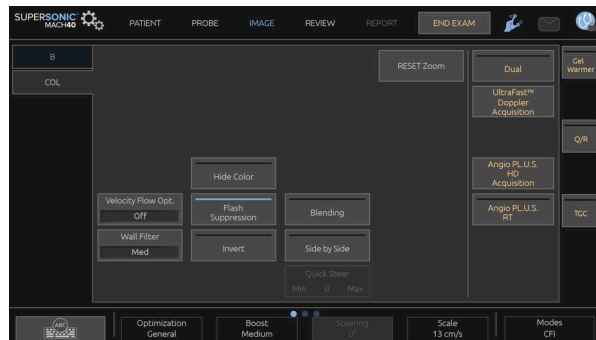 SUPERSONIC
MACH40
PATIENT
PROBE
IMAGE
REVIEW
REPORT
END EXAM
B
COL
RESET Zoom
Dual
Gel
Warmer
UltraFast™
Doppler
Acquisition
Q/R
Hide Color
Angio PL.U.S.
HD
Acquisition
Velocity Flow Opt.
Off
Flash
Suppression
Blending
Angio PL.U.S.
RT
TGC
Wall Filter
Med
Invert
Side by Side
Quick Steer
Min 0 Max
ABC
Optimization
General
Boost
Medium
Steering
0°
Scale
13 cm/s
Modes
CFI